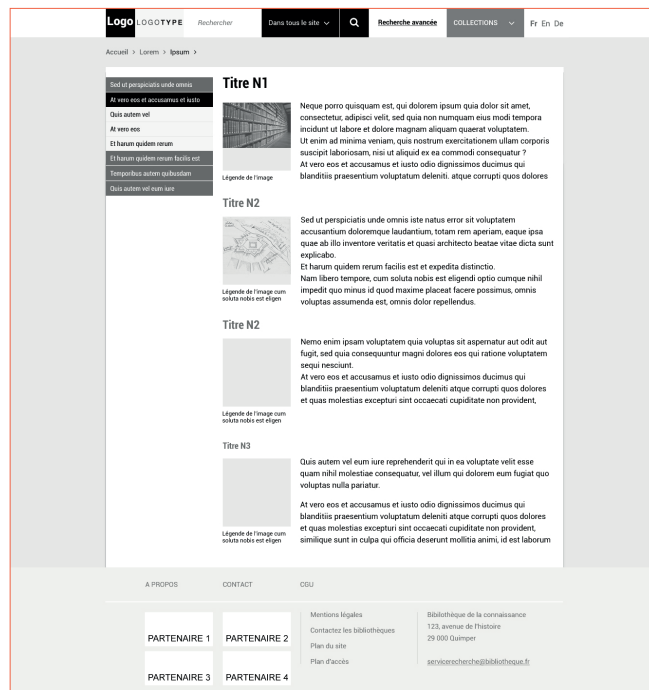 Logo LOGOTYPE Rechercher Dans tous le site Recherche avancée COLLECTIONS Fr En De
Accueil > Lorem > Ipsum >
Sed ut perspiciatis unde omnis
At vero eos et accusamus et iusto
Quis autem vel
At vero eos
Et harum quidem rerum
Et harum quidem rerum facilis est
Temporibus autem quibusdam
Quis autem vel eum iure
Titre N1
Neque porro quisquam est, qui dolorem ipsum quia dolor sit amet,
consectetur, adipisci velit, sed quia non numquam eius modi tempora
incidunt ut labore et dolore magnam aliquam quaerat voluptatem.
Ut enim ad minima veniam, quis nostrum exercitationem ullam corporis
suscipit laboriosam, nisi ut aliquid ex ea commodi consequatur ?
At vero eos et accusamus et iusto odio dignissimos ducimus qui
blanditiis praesentium voluptatum deleniti. atque corrupti quos dolores
Légende de l'image
Titre N2
Sed ut perspiciatis unde omnis iste natus error sit voluptatem
accusantium doloremque laudantium, totam rem aperiam, eaque ipsa
quae ab illo inventore veritatis et quasi architecto beatae vitae dicta sunt
explicabo.
Et harum quidem rerum facilis est et expedita distinctio.
Nam libero tempore, cum soluta nobis est eligendi optio cumque nihil
impedit quo minus id quod maxime placeat facere possimus, omnis
voluptas assumenda est, omnis dolor repellendus.
Légende de l'image cum
soluta nobis est eligen
Titre N2
Nemo enim ipsam voluptatem quia voluptas sit aspernatur aut odit aut
fugit, sed quia consequuntur magni dolores eos qui ratione voluptatem
sequi nesciunt.
At vero eos et accusamus et iusto odio dignissimos ducimus qui
blanditiis praesentium voluptatum deleniti atque corrupti quos dolores
et quas molestias excepturi sint occaecati cupiditate non provident,
Légende de l'image cum
soluta nobis est eligen
Titre N3
Quis autem vel eum iure reprehenderit qui in ea voluptate velit esse
quam nihil molestiae consequatur, vel illum qui dolorem eum fugiat quo
voluptas nulla pariatur.
At vero eos et accusamus et iusto odio dignissimos ducimus qui
blanditiis praesentium voluptatum deleniti atque corrupti quos dolores
et quas molestias excepturi sint occaecati cupiditate non provident,
similique sunt in culpa qui officia deserunt mollitia animi, id est laborum
Légende de l'image cum
soluta nobis est eligen
A PROPOS CONTACT CGU
PARTENAIRE 1 PARTENAIRE 2
PARTENAIRE 3 PARTENAIRE 4
Mentions légales
Contactez les bibliothèques
Plan du site
Plan d'accès
Bibilothèque de la connaissance
123, avenue de l'histoire
29 000 Quimper
servicerecherche@bibliotheque.fr